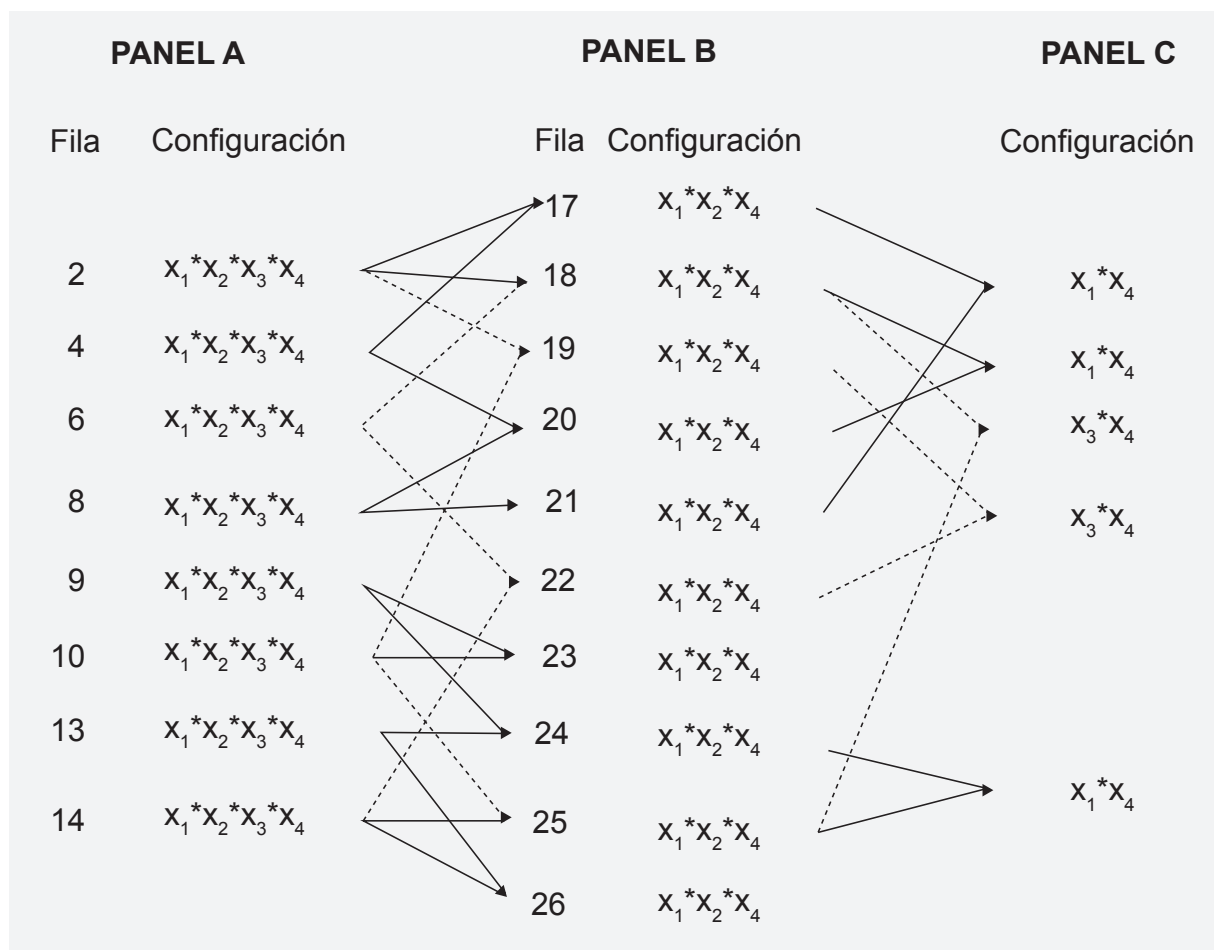 PANEL A PANEL B PANEL C
Fila Configuración Fila Configuración Configuración
17 x₁*x₂*x₄
2 x₁*x₂*x₃*x₄ 18 x₁*x₂*x₄ x₁*x₄
4 x₁*x₂*x₃*x₄ 19 x₁*x₂*x₄ x₁*x₄
6 x₁*x₂*x₃*x₄ 20 x₁*x₂*x₄ x₃*x₄
8 x₁*x₂*x₃*x₄ 21 x₁*x₂*x₄ x₃*x₄
9 x₁*x₂*x₃*x₄ 22 x₁*x₂*x₄
10 x₁*x₂*x₃*x₄ 23 x₁*x₂*x₄
13 x₁*x₂*x₃*x₄ 24 x₁*x₂*x₄
x₁*x₄
14 x₁*x₂*x₃*x₄ 25 x₁*x₂*x₄
26 x₁*x₂*x₄